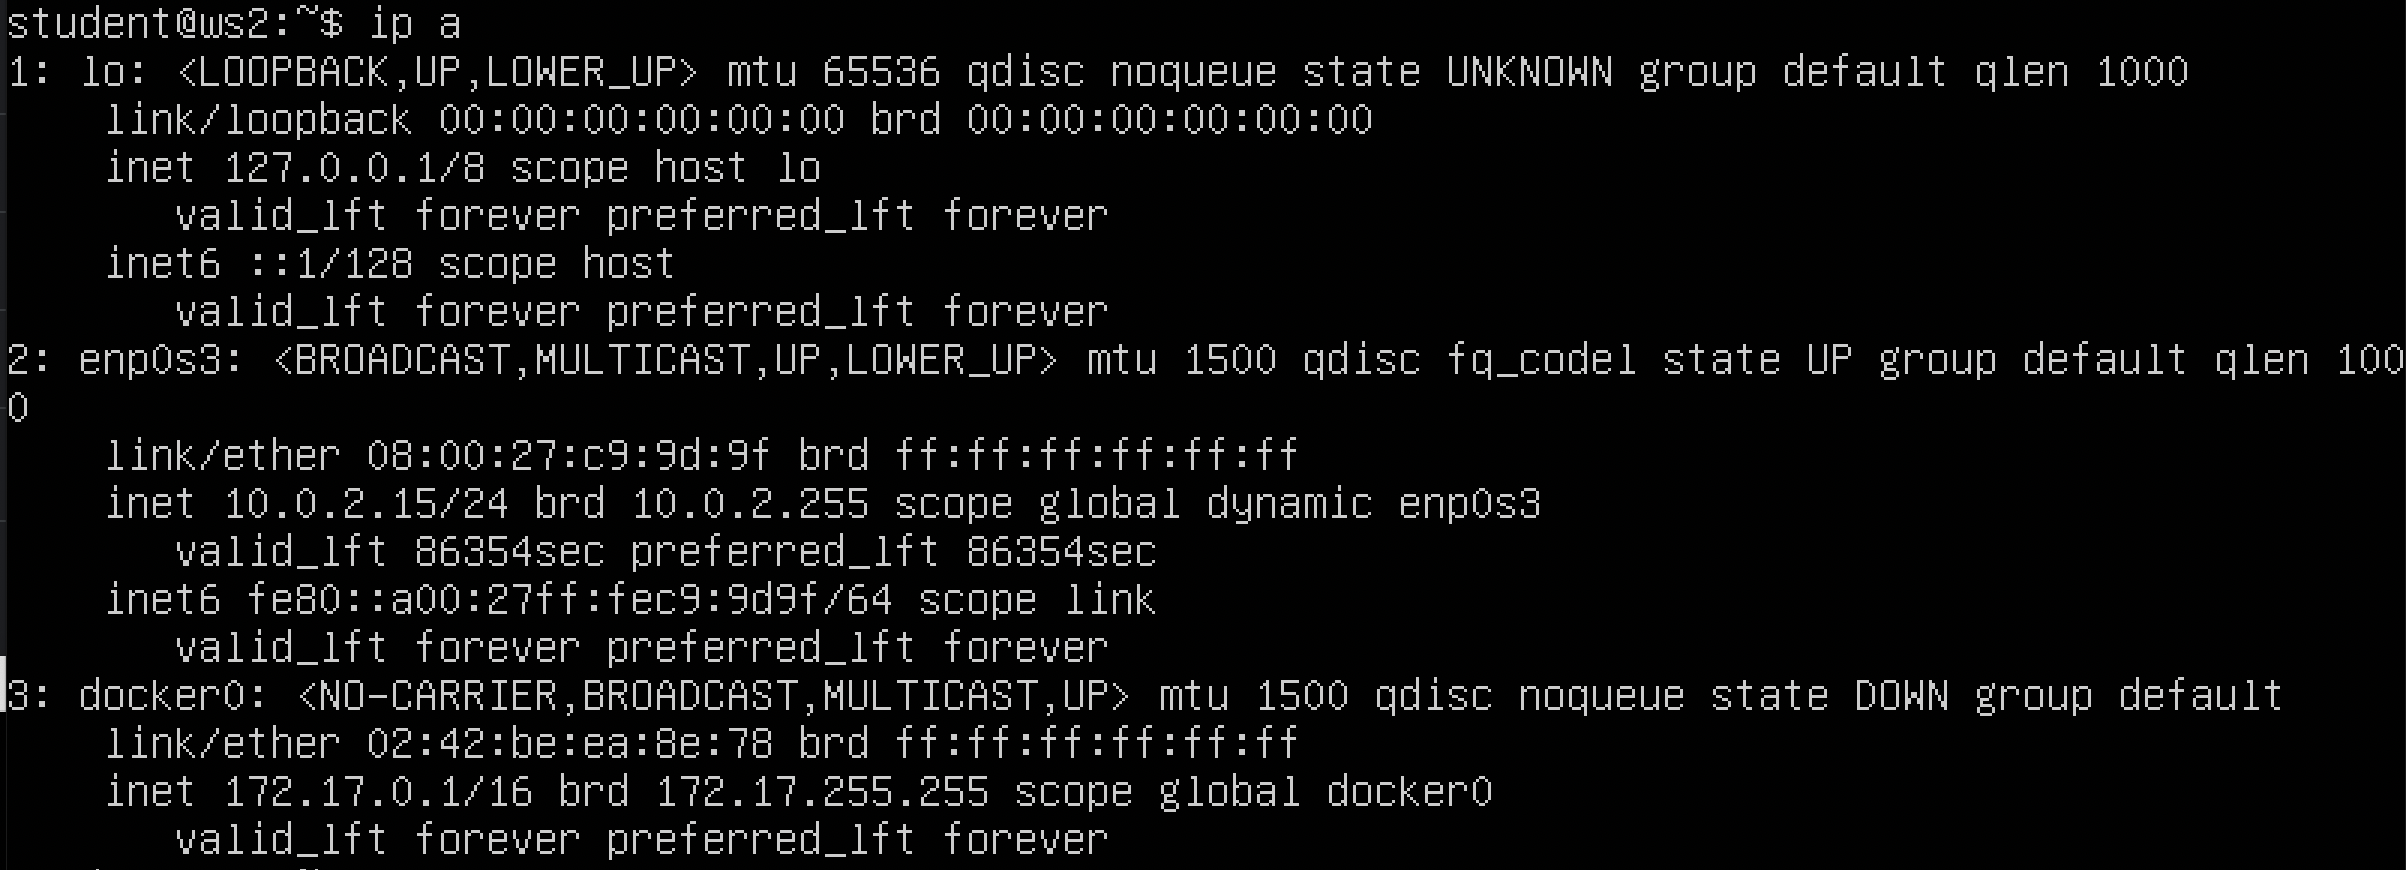 student@ws2:~$ ip a
1: lo: <LOOPBACK,UP,LOWER_UP> mtu 65536 qdisc noqueue state UNKNOWN group default qlen 1000
    link/loopback 00:00:00:00:00:00 brd 00:00:00:00:00:00
    inet 127.0.0.1/8 scope host lo
       valid_lft forever preferred_lft forever
    inet6 ::1/128 scope host
       valid_lft forever preferred_lft forever
2: enp0s3: <BROADCAST,MULTICAST,UP,LOWER_UP> mtu 1500 qdisc fq_codel state UP group default qlen 100
0
    link/ether 08:00:27:c9:9d:9f brd ff:ff:ff:ff:ff:ff
    inet 10.0.2.15/24 brd 10.0.2.255 scope global dynamic enp0s3
       valid_lft 86354sec preferred_lft 86354sec
    inet6 fe80::a00:27ff:fec9:9d9f/64 scope link
       valid_lft forever preferred_lft forever
3: docker0: <NO-CARRIER,BROADCAST,MULTICAST,UP> mtu 1500 qdisc noqueue state DOWN group default
    link/ether 02:42:be:ea:8e:78 brd ff:ff:ff:ff:ff:ff
    inet 172.17.0.1/16 brd 172.17.255.255 scope global docker0
       valid_lft forever preferred_lft forever